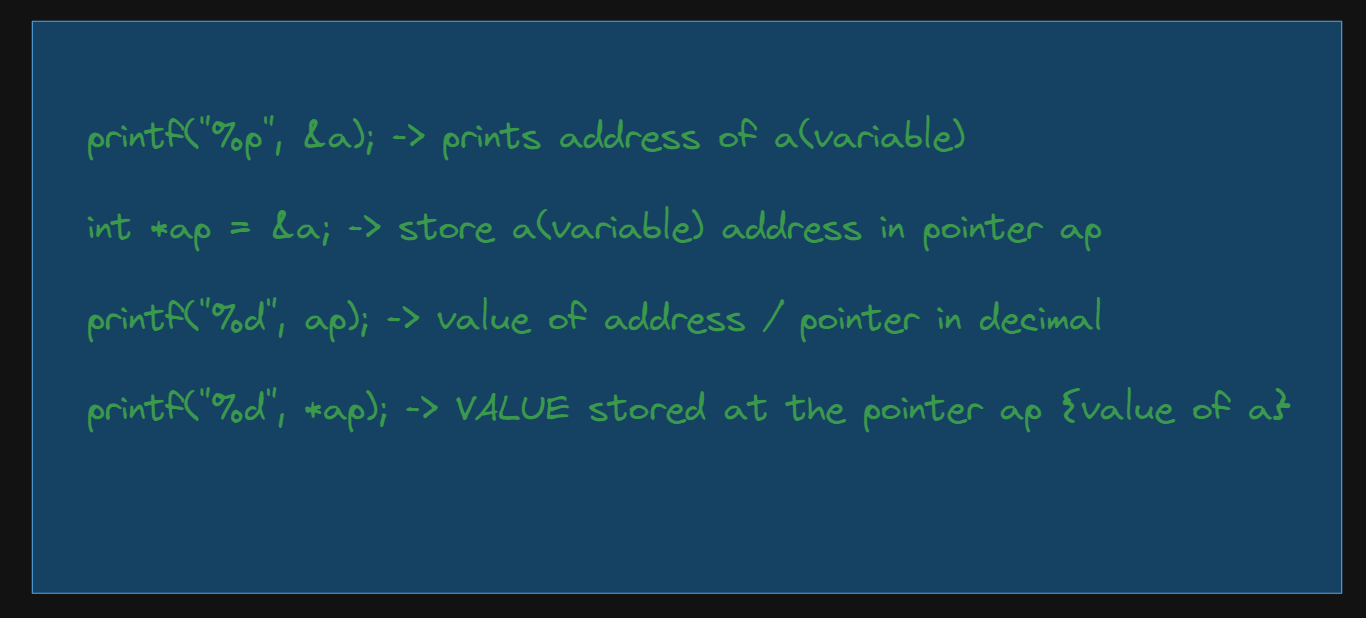 printf("%p", &a); -> prints address of a(variable)
int *ap = &a; -> store a(variable) address in pointer ap
printf("%d", ap); -> value of address / pointer in decimal
printf("%d", *ap); -> VALUE stored at the pointer ap {value of a}